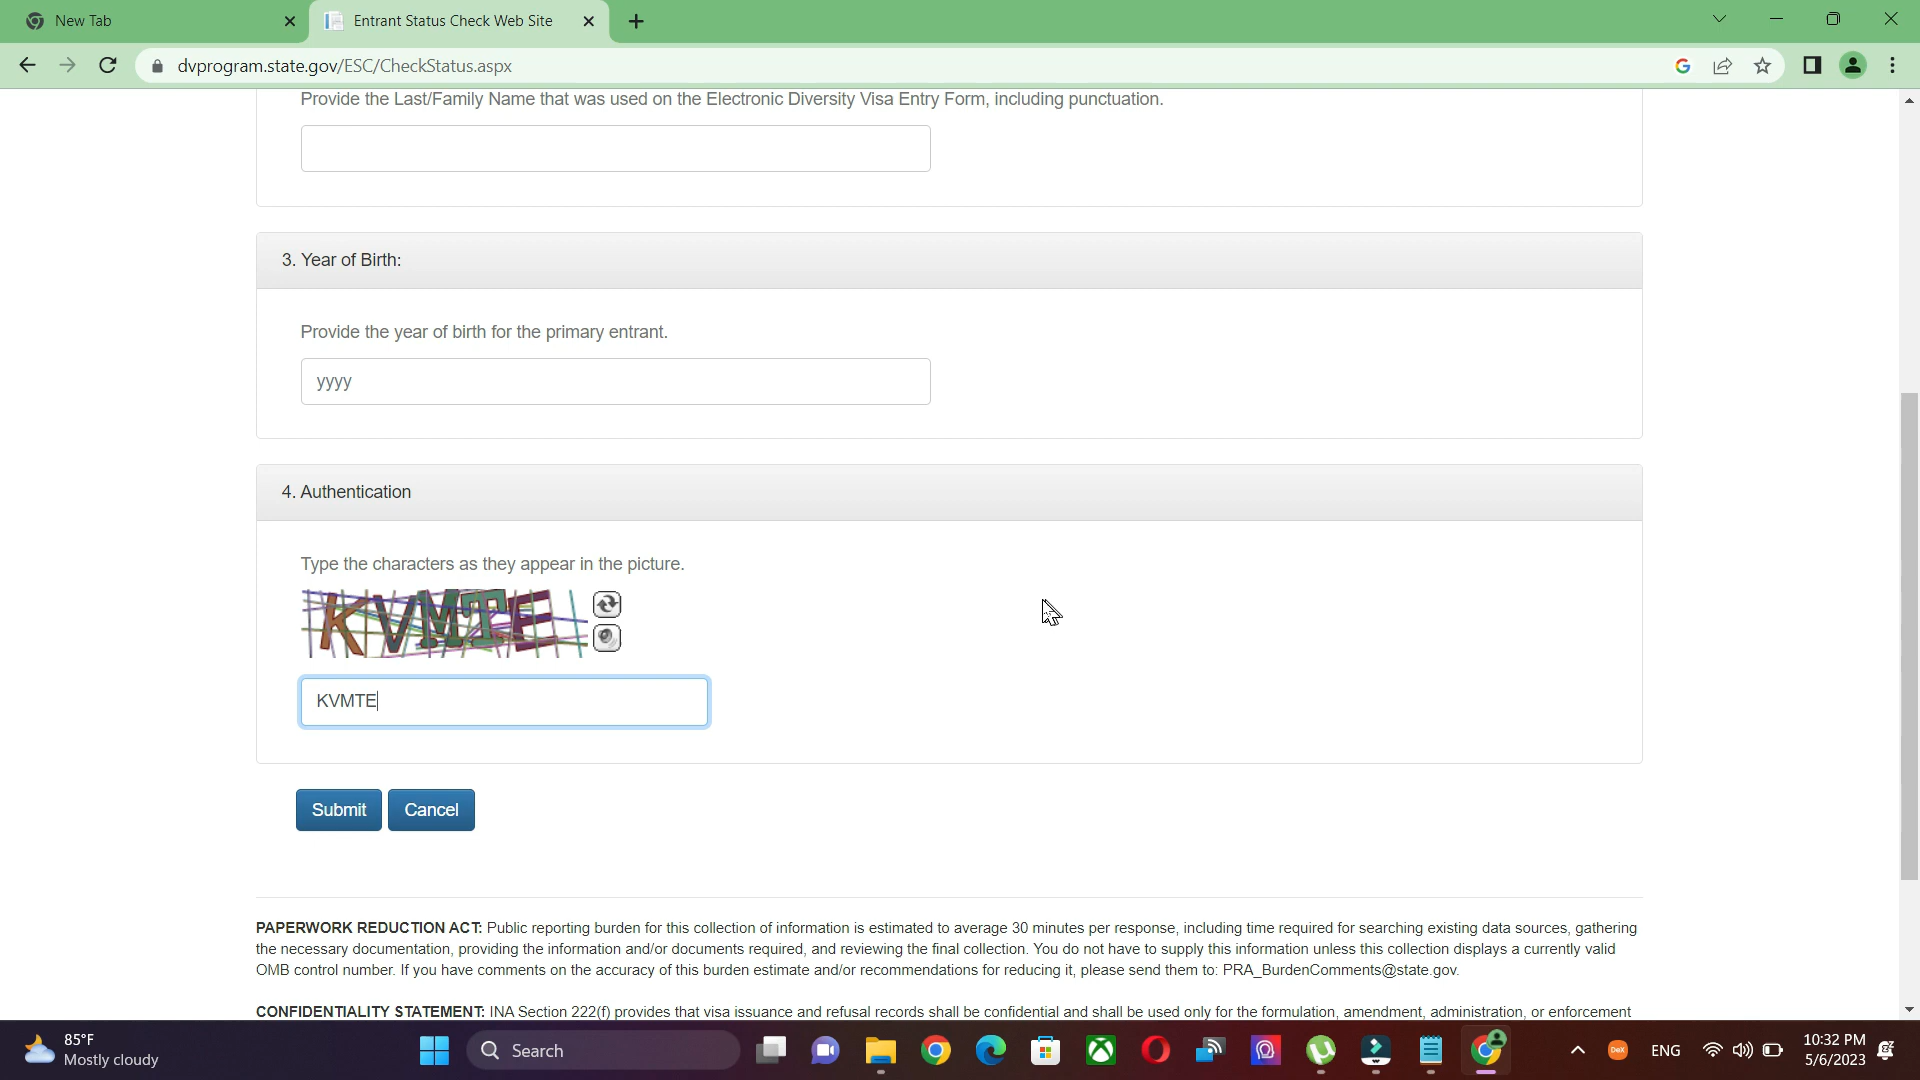 New Tab
Entrant Status Check Web Site
dvprogram.state.gov/ESC/CheckStatus.aspx
Provide the Last/Family Name that was used on the Electronic Diversity Visa Entry Form, including punctuation.
3. Year of Birth:
Provide the year of birth for the primary entrant.
yyyy
4. Authentication
Type the characters as they appear in the picture.
KVMTE
KVMTE
Submit
Cancel
PAPERWORK REDUCTION ACT: Public reporting burden for this collection of information is estimated to average 30 minutes per response, including time required for searching existing data sources, gathering
the necessary documentation, providing the information and/or documents required, and reviewing the final collection. You do not have to supply this information unless this collection displays a currently valid
OMB control number. If you have comments on the accuracy of this burden estimate and/or recommendations for reducing it, please send them to: PRA_BurdenComments@state.gov.
CONFIDENTIALITY STATEMENT: INA Section 222(f) provides that visa issuance and refusal records shall be confidential and shall be used only for the formulation, amendment, administration, or enforcement
85°F
Mostly cloudy
Search
DeX
ENG
10:32 PM
5/6/2023